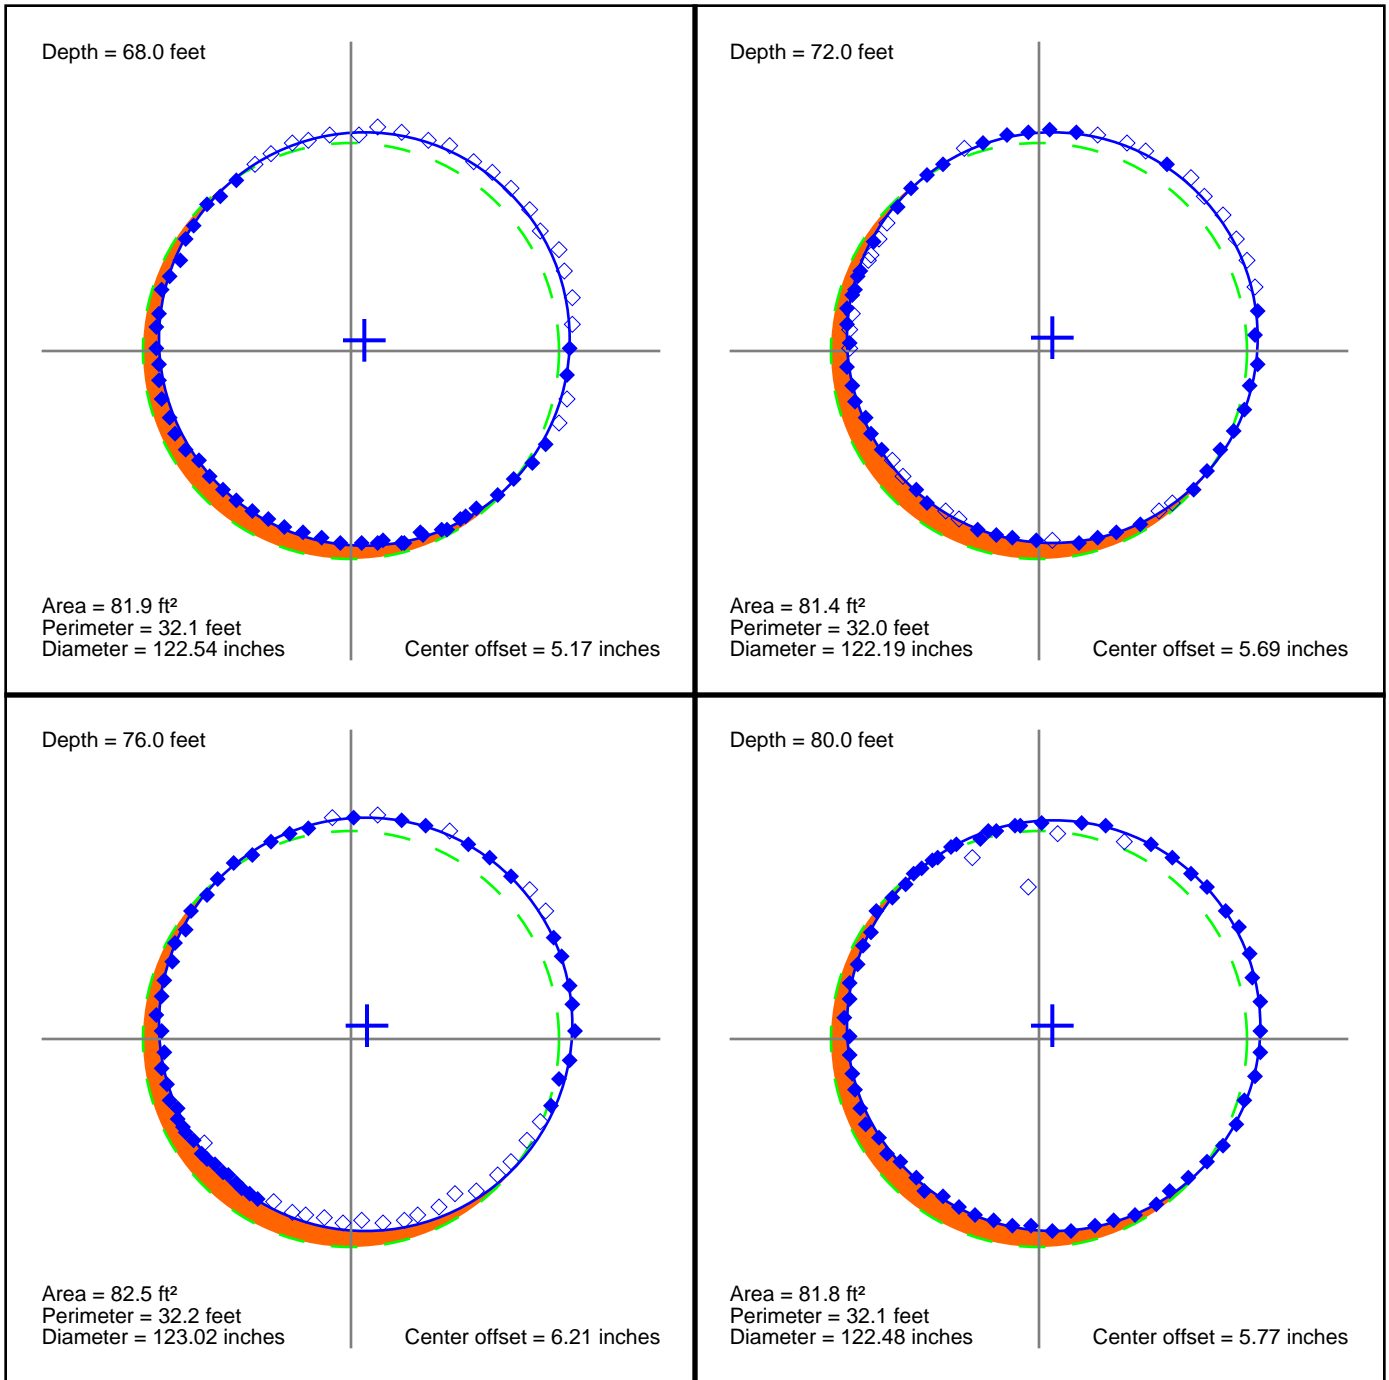 Depth = 68.0 feet
Area = 81.9 ft²
Perimeter = 32.1 feet
Diameter = 122.54 inches
Center offset = 5.17 inches
Depth = 72.0 feet
Area = 81.4 ft²
Perimeter = 32.0 feet
Diameter = 122.19 inches
Center offset = 5.69 inches
Depth = 76.0 feet
Area = 82.5 ft²
Perimeter = 32.2 feet
Diameter = 123.02 inches
Center offset = 6.21 inches
Depth = 80.0 feet
Area = 81.8 ft²
Perimeter = 32.1 feet
Diameter = 122.48 inches
Center offset = 5.77 inches